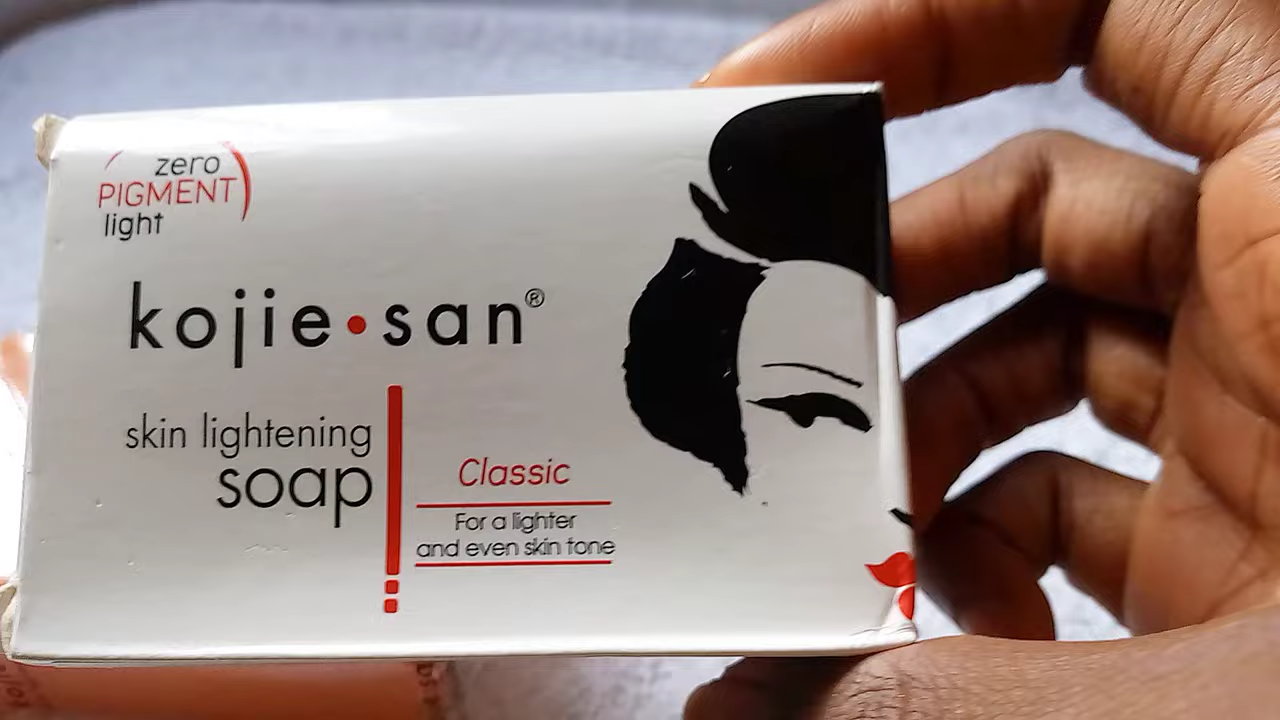 zero
PIGMENT
light
kojie•san®
skin lightening
soap
Classic
For a lighter
and even skin tone